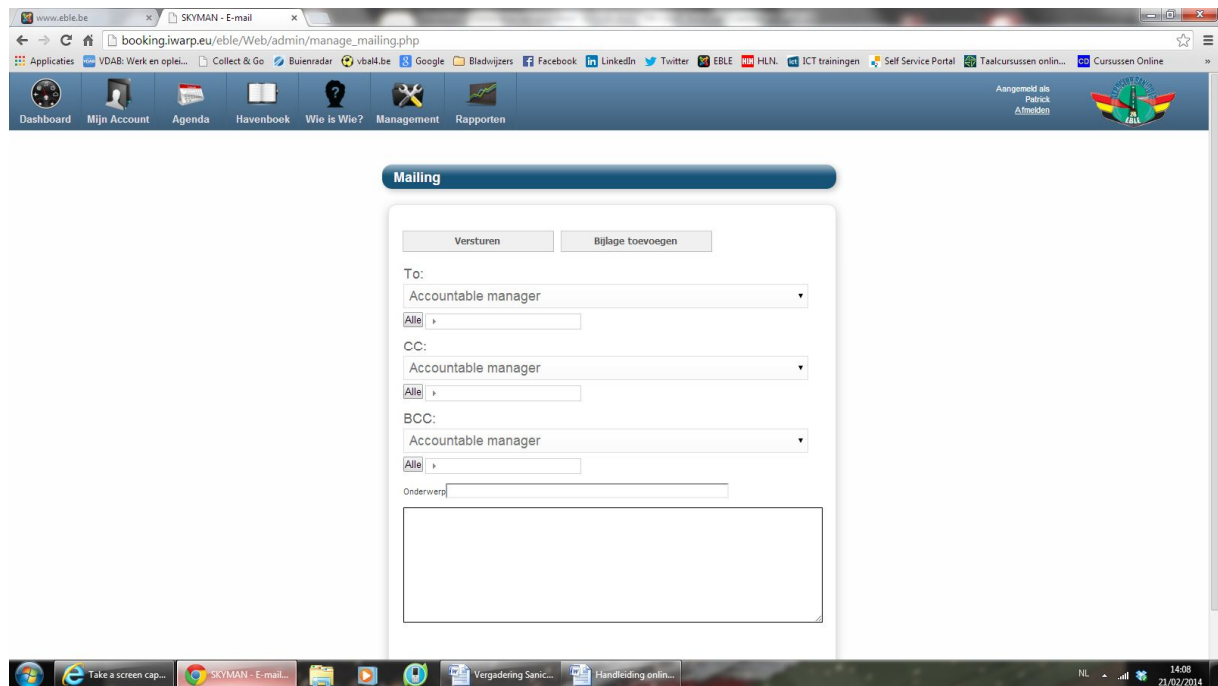 www.eble.be
SKYMAN - E-mail
booking.iwarp.eu/eble/Web/admin/manage_mailing.php
Applicaties VDAB: Werk en oplei... Collect & Go Buienradar vbal4.be Google Bladwijzers Facebook LinkedIn Twitter EBLE HLN. ICT trainingen Self Service Portal Taalcursussen onlin... Cursussen Online »
Dashboard Mijn Account Agenda Havenboek Wie is Wie? Management Rapporten
Aangemeld als
Patrick
Afmelden
EBLE
Mailing
Versturen Bijlage toevoegen
To:
Accountable manager
Alle
CC:
Accountable manager
Alle
BCC:
Accountable manager
Alle
Onderwerp
Take a screen cap... SKYMAN - E-mail... Vergadering Sanic... Handleiding onlin... NL 14:08
21/02/2014